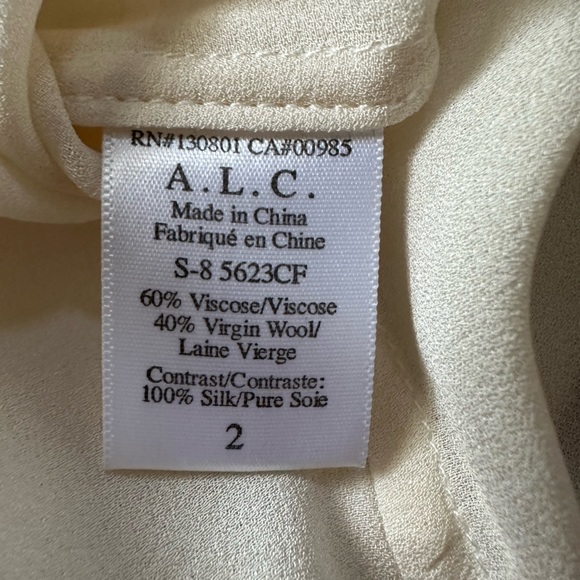 RN#130801 CA#00985
A.L.C.
Made in China
Fabriqué en Chine
S-8 5623CF
60% Viscose/Viscose
40% Virgin Wool/
Laine Vierge
Contrast/Contraste:
100% Silk/Pure Soie
2